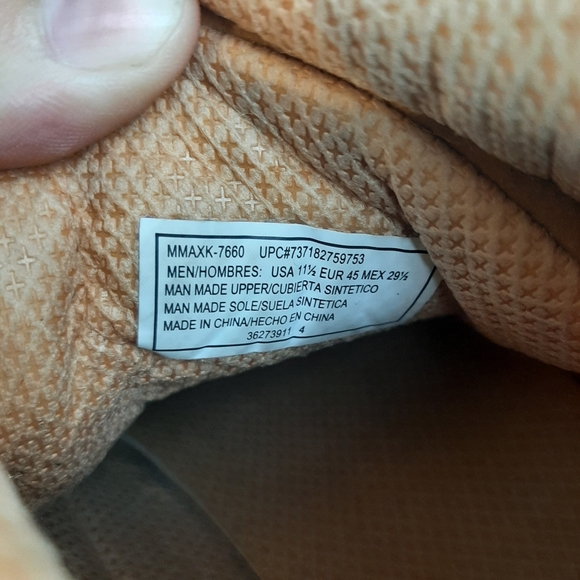 MMAXK-7660 UPC#737182759753
MEN/HOMBRES: USA 11½ EUR 45 MEX 29½
MAN MADE UPPER/CUBIERTA SINTETICO
MAN MADE SOLE/SUELA SINTETICA
MADE IN CHINA/HECHO EN CHINA
36273911 4